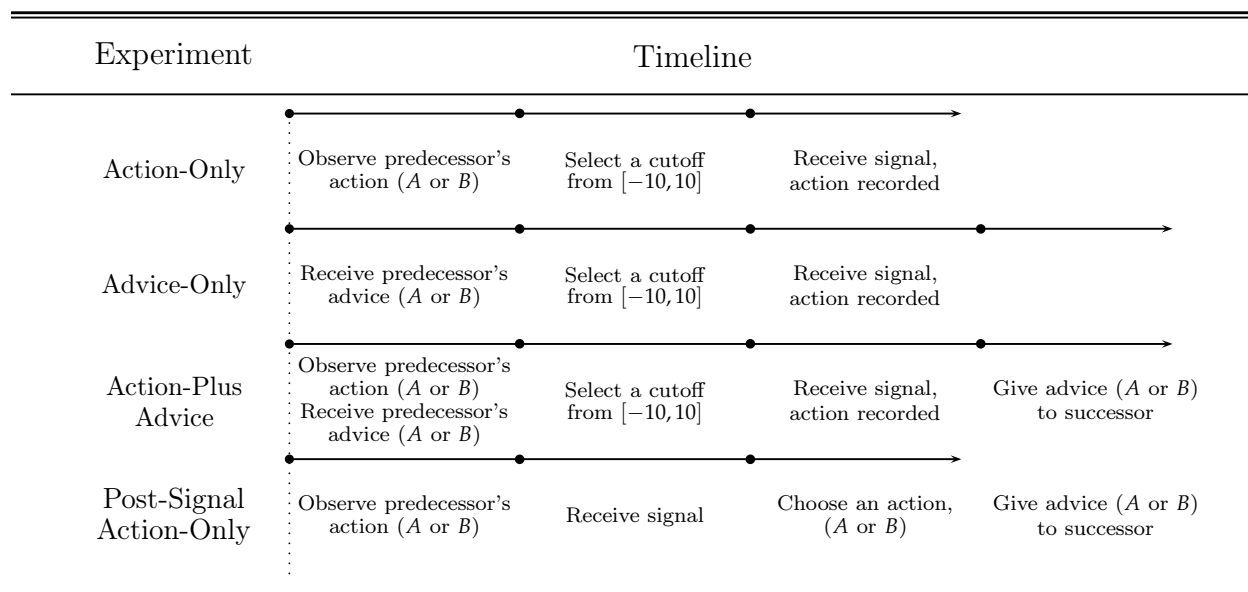 Experiment Timeline
Action-Only
Observe predecessor's
action (A or B)
Select a cutoff
from [−10, 10]
Receive signal,
action recorded
Advice-Only
Receive predecessor's
advice (A or B)
Select a cutoff
from [−10, 10]
Receive signal,
action recorded
Action-Plus
Advice
Observe predecessor's
action (A or B)
Receive predecessor's
advice (A or B)
Select a cutoff
from [−10, 10]
Receive signal,
action recorded
Give advice (A or B)
to successor
Post-Signal
Action-Only
Observe predecessor's
action (A or B)
Receive signal
Choose an action,
(A or B)
Give advice (A or B)
to successor